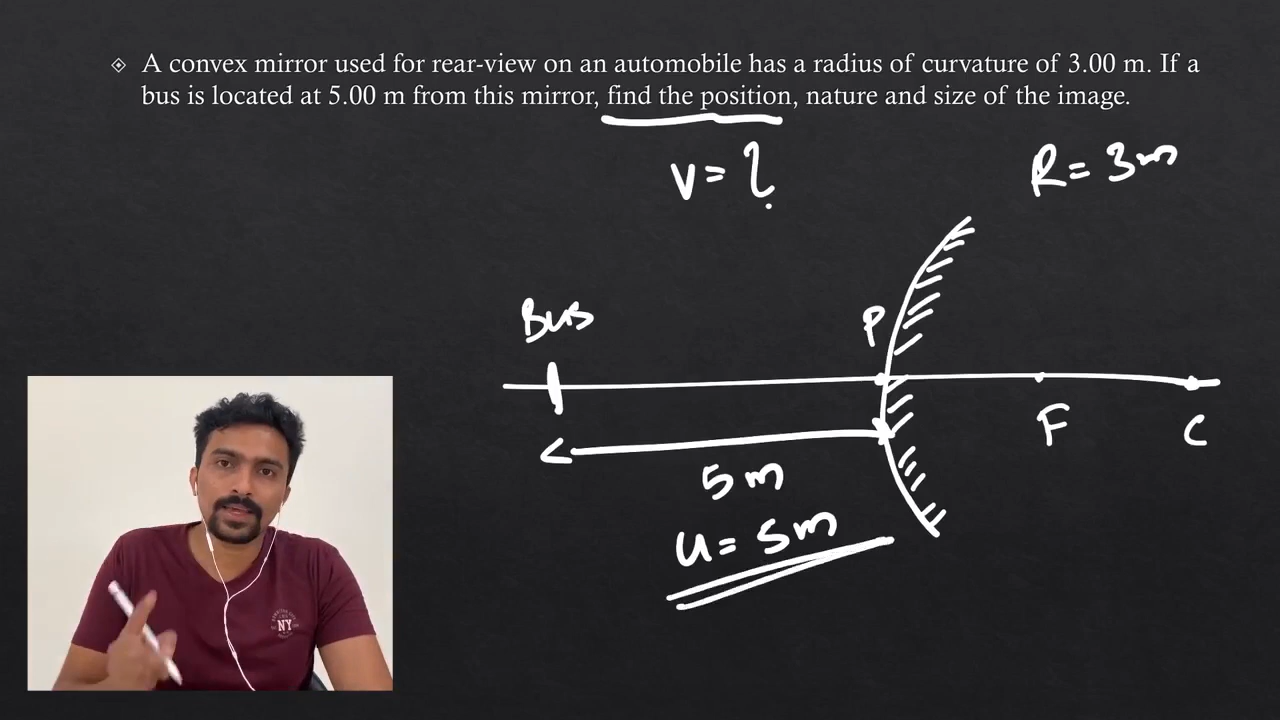 A convex mirror used for rear-view on an automobile has a radius of curvature of 3.00 m. If a
bus is located at 5.00 m from this mirror, find the position, nature and size of the image.
v = ?
R = 3m
Bus
P
F
C
5m
u = 5m
NY